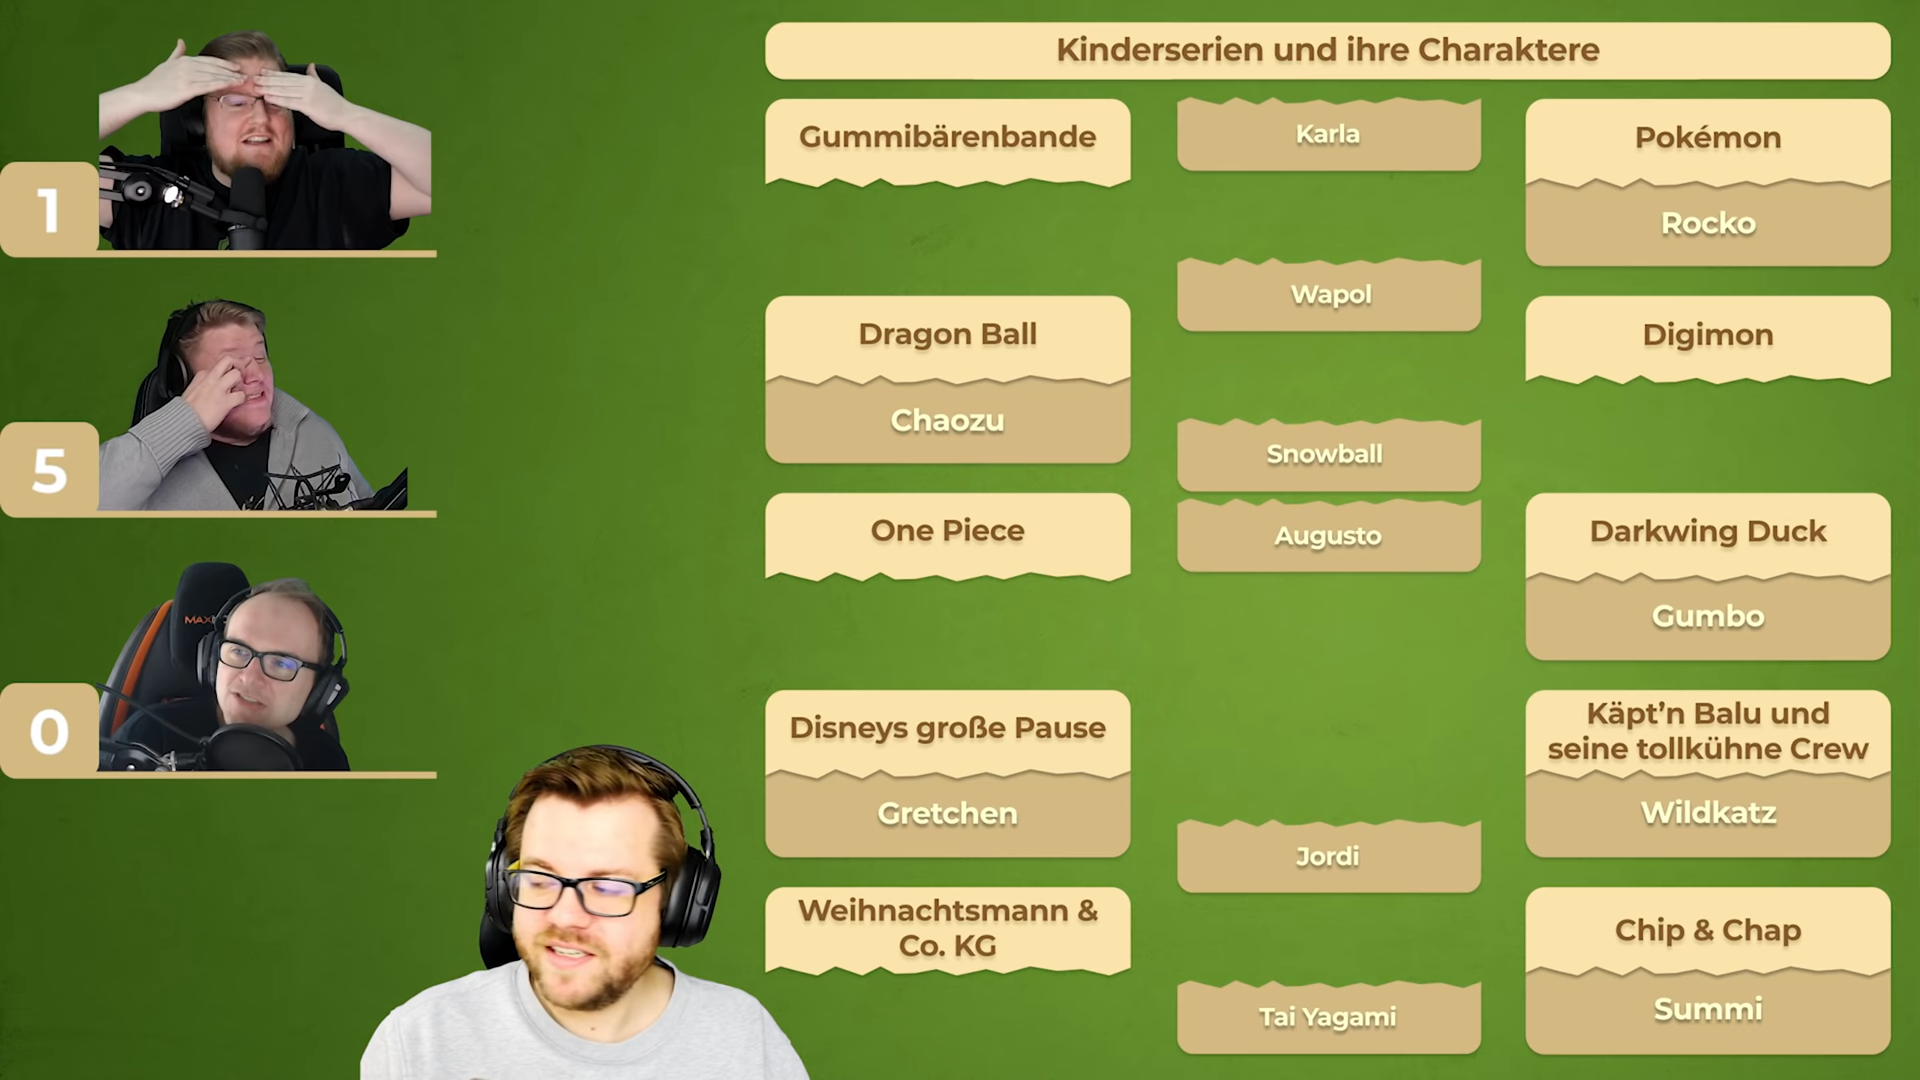 Kinderserien und ihre Charaktere
1
5
0
MAX
Gummibärenbande
Dragon Ball
Chaozu
One Piece
Disneys große Pause
Gretchen
Weihnachtsmann &
Co. KG
Karla
Wapol
Snowball
Augusto
Jordi
Tai Yagami
Pokémon
Rocko
Digimon
Darkwing Duck
Gumbo
Käpt’n Balu und
seine tollkühne Crew
Wildkatz
Chip & Chap
Summi